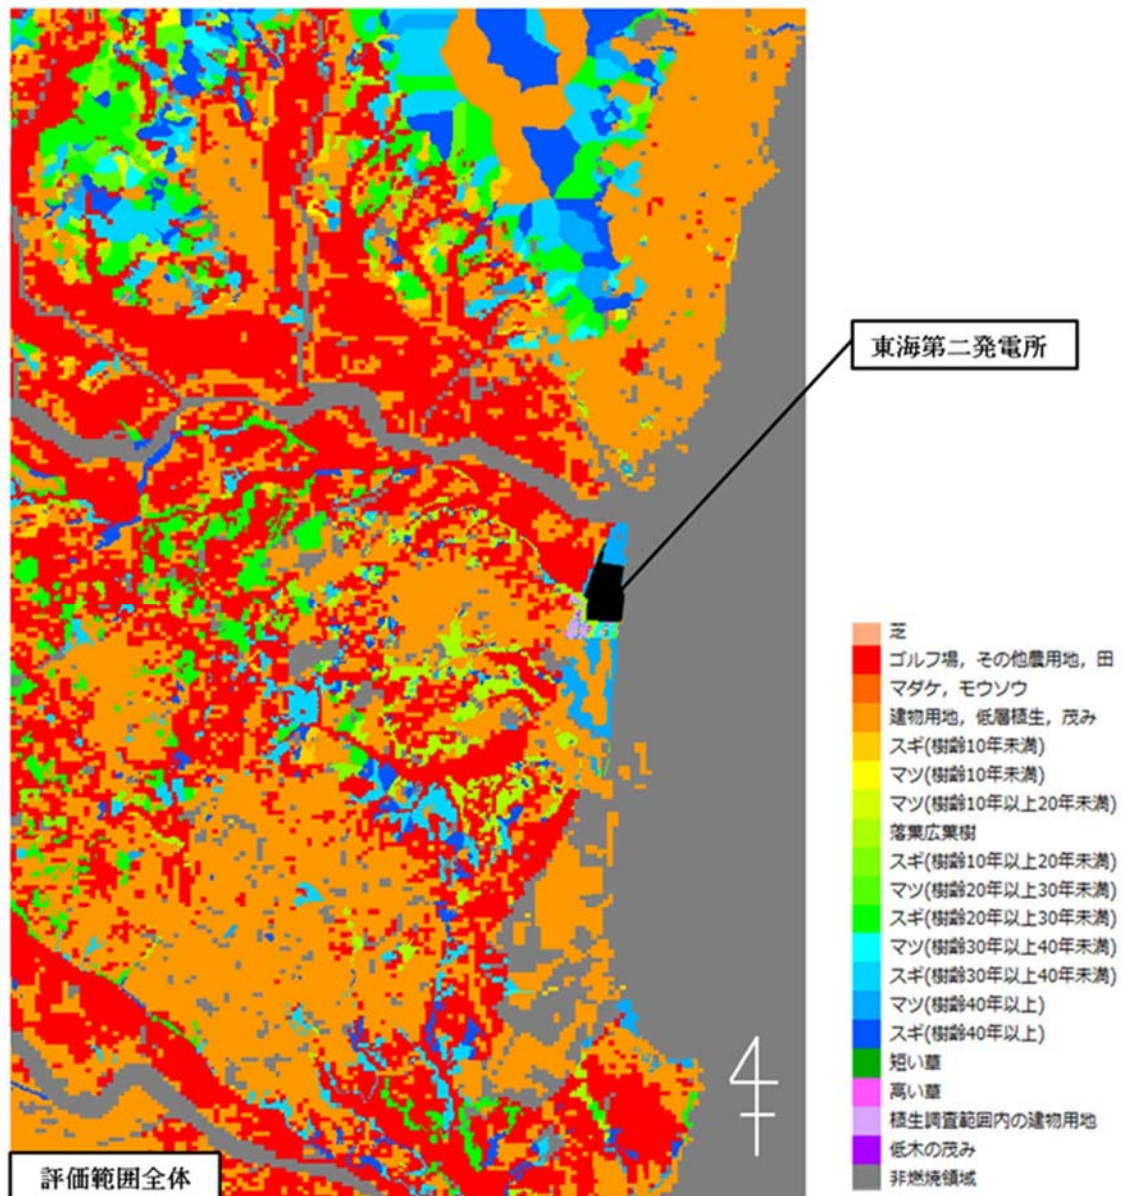 東海第二発電所
芝
ゴルフ場，その他農用地，田
マダケ，モウソウ
建物用地，低層植生，茂み
スギ(樹齢10年未満)
マツ(樹齢10年未満)
マツ(樹齢10年以上20年未満)
落葉広葉樹
スギ(樹齢10年以上20年未満)
マツ(樹齢20年以上30年未満)
スギ(樹齢20年以上30年未満)
マツ(樹齢30年以上40年未満)
スギ(樹齢30年以上40年未満)
マツ(樹齢40年以上)
スギ(樹齢40年以上)
短い草
高い草
植生調査範囲内の建物用地
低木の茂み
非燃焼領域
評価範囲全体